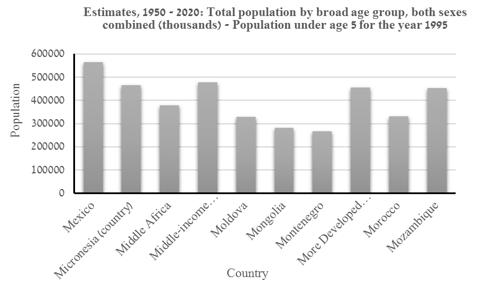 Estimates, 1950 - 2020: Total population by broad age group, both sexes
combined (thousands) - Population under age 5 for the year 1995
Population
600000
500000
400000
300000
200000
100000
0
Mexico
Micronesia (country)
Middle Africa
Middle-income…
Moldova
Mongolia
Montenegro
More Developed…
Morocco
Mozambique
Country